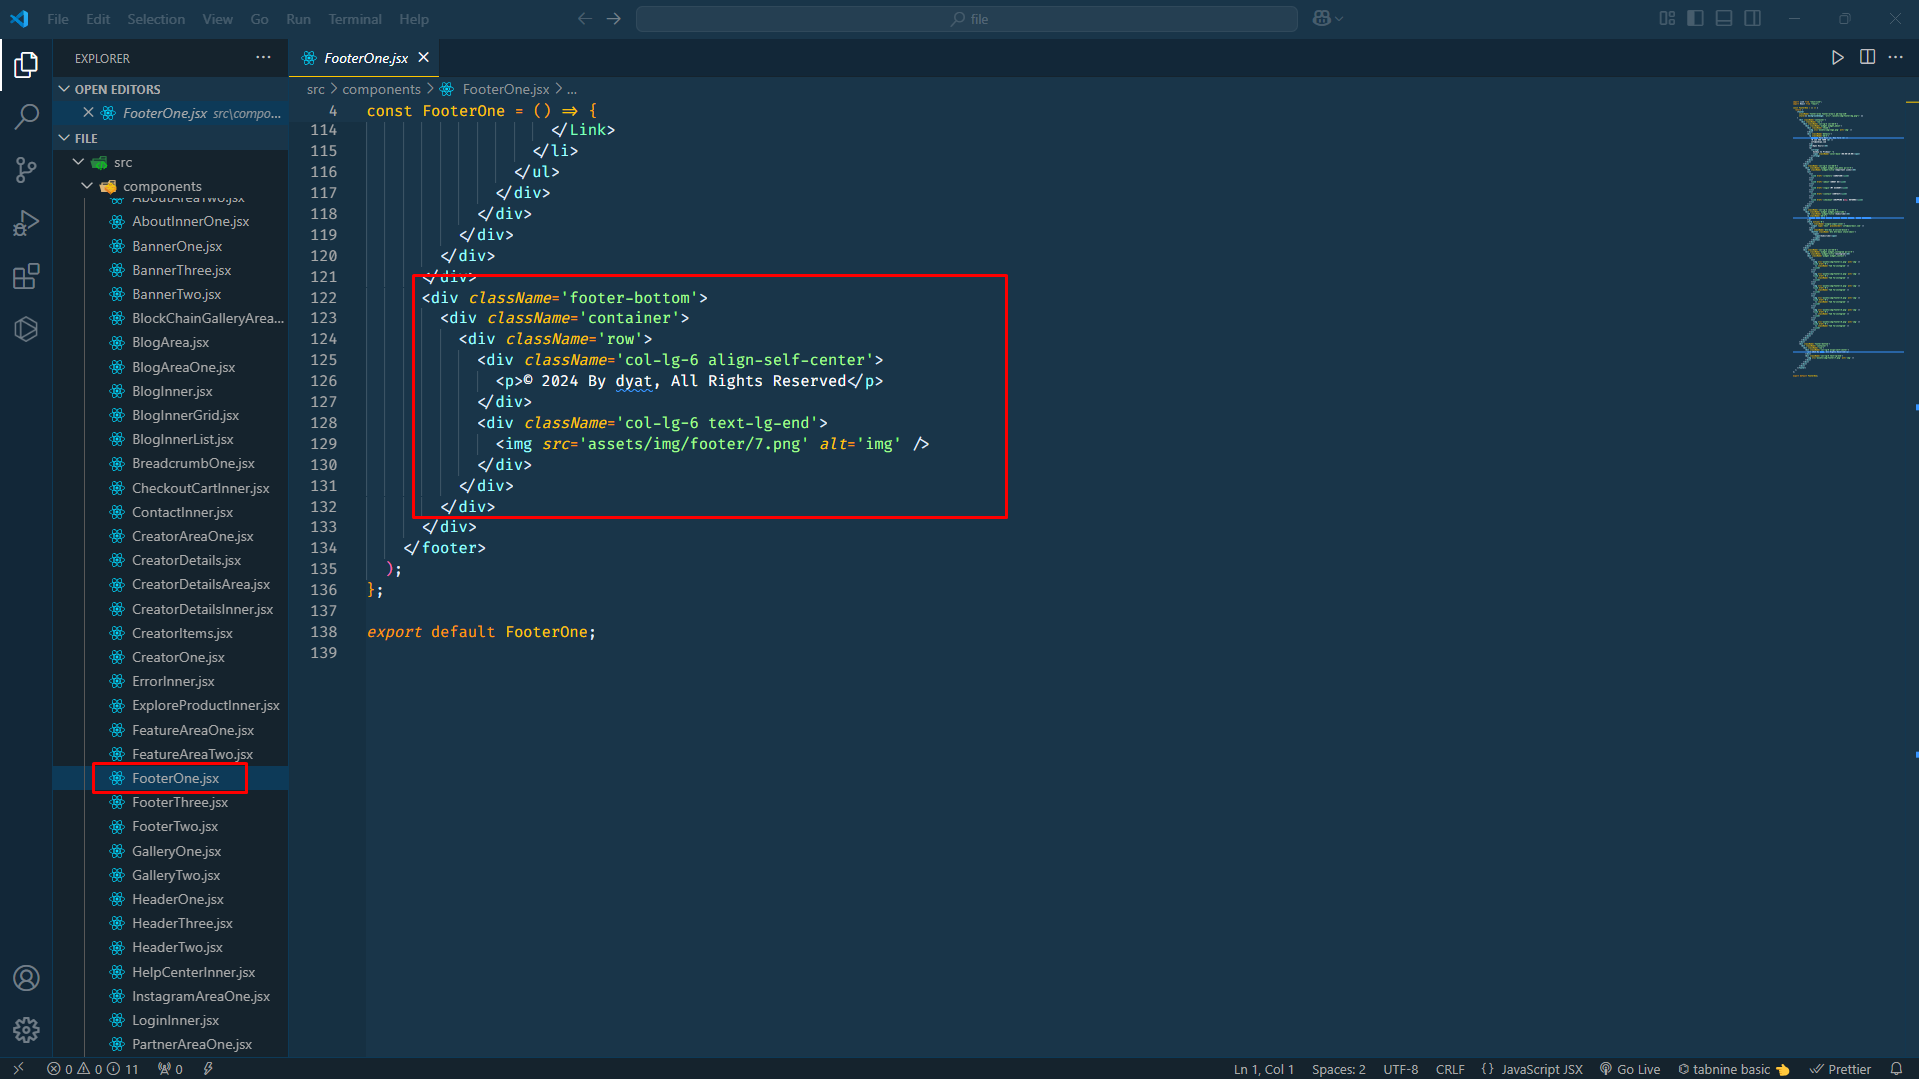 File Edit Selection View Go Run Terminal Help
file
EXPLORER
FooterOne.jsx
OPEN EDITORS
FooterOne.jsx src\compo...
FILE
src
components
AboutAreaTwo.jsx
AboutInnerOne.jsx
BannerOne.jsx
BannerThree.jsx
BannerTwo.jsx
BlockChainGalleryArea...
BlogArea.jsx
BlogAreaOne.jsx
BlogInner.jsx
BlogInnerGrid.jsx
BlogInnerList.jsx
BreadcrumbOne.jsx
CheckoutCartInner.jsx
ContactInner.jsx
CreatorAreaOne.jsx
CreatorDetails.jsx
CreatorDetailsArea.jsx
CreatorDetailsInner.jsx
CreatorItems.jsx
CreatorOne.jsx
ErrorInner.jsx
ExploreProductInner.jsx
FeatureAreaOne.jsx
FeatureAreaTwo.jsx
FooterOne.jsx
FooterThree.jsx
FooterTwo.jsx
GalleryOne.jsx
GalleryTwo.jsx
HeaderOne.jsx
HeaderThree.jsx
HeaderTwo.jsx
HelpCenterInner.jsx
InstagramAreaOne.jsx
LoginInner.jsx
PartnerAreaOne.jsx
src > components > FooterOne.jsx > ...
4 const FooterOne = () => {
114 </Link>
115 </li>
116 </ul>
117 </div>
118 </div>
119 </div>
120 </div>
121 </div>
122 <div className='footer-bottom'>
123 <div className='container'>
124 <div className='row'>
125 <div className='col-lg-6 align-self-center'>
126 <p>© 2024 By dyat, All Rights Reserved</p>
127 </div>
128 <div className='col-lg-6 text-lg-end'>
129 <img src='assets/img/footer/7.png' alt='img' />
130 </div>
131 </div>
132 </div>
133 </div>
134 </footer>
135 );
136 };
137
138 export default FooterOne;
139
0 0 11 0 Ln 1, Col 1 Spaces: 2 UTF-8 CRLF {} JavaScript JSX Go Live tabnine basic Prettier